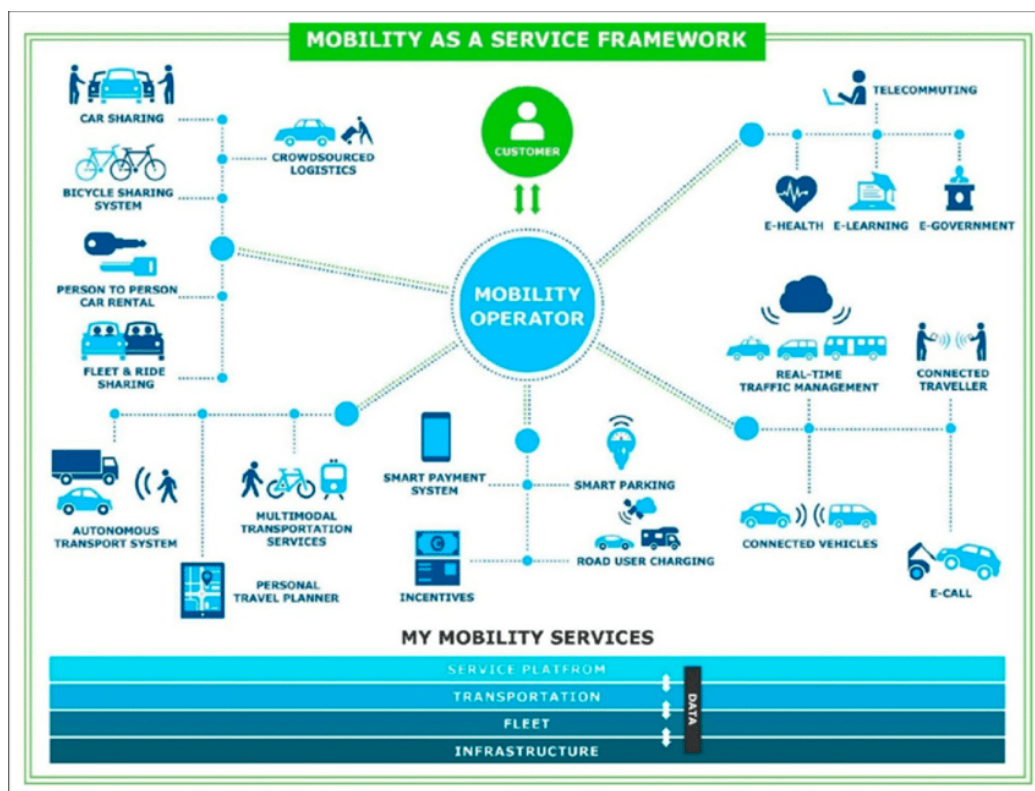 MOBILITY AS A SERVICE FRAMEWORK
CAR SHARING
CROWDSOURCED
LOGISTICS
BICYCLE SHARING
SYSTEM
PERSON TO PERSON
CAR RENTAL
FLEET & RIDE
SHARING
CUSTOMER
MOBILITY
OPERATOR
TELECOMMUTING
E-HEALTH
E-LEARNING
E-GOVERNMENT
REAL-TIME
TRAFFIC MANAGEMENT
CONNECTED
TRAVELLER
AUTONOMOUS
TRANSPORT SYSTEM
MULTIMODAL
TRANSPORTATION
SERVICES
PERSONAL
TRAVEL PLANNER
SMART PAYMENT
SYSTEM
SMART PARKING
INCENTIVES
ROAD USER CHARGING
CONNECTED VEHICLES
E-CALL
MY MOBILITY SERVICES
SERVICE PLATFROM
TRANSPORTATION
FLEET
INFRASTRUCTURE
DATA